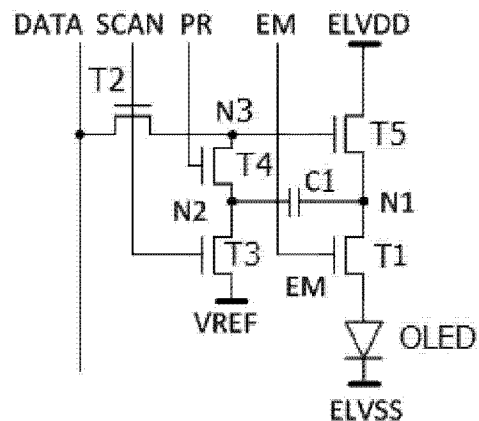 DATA SCAN PR EM ELVDD
T2
N3
T5
T4
C1
N2
N1
T3
T1
EM
VREF
OLED
ELVSS